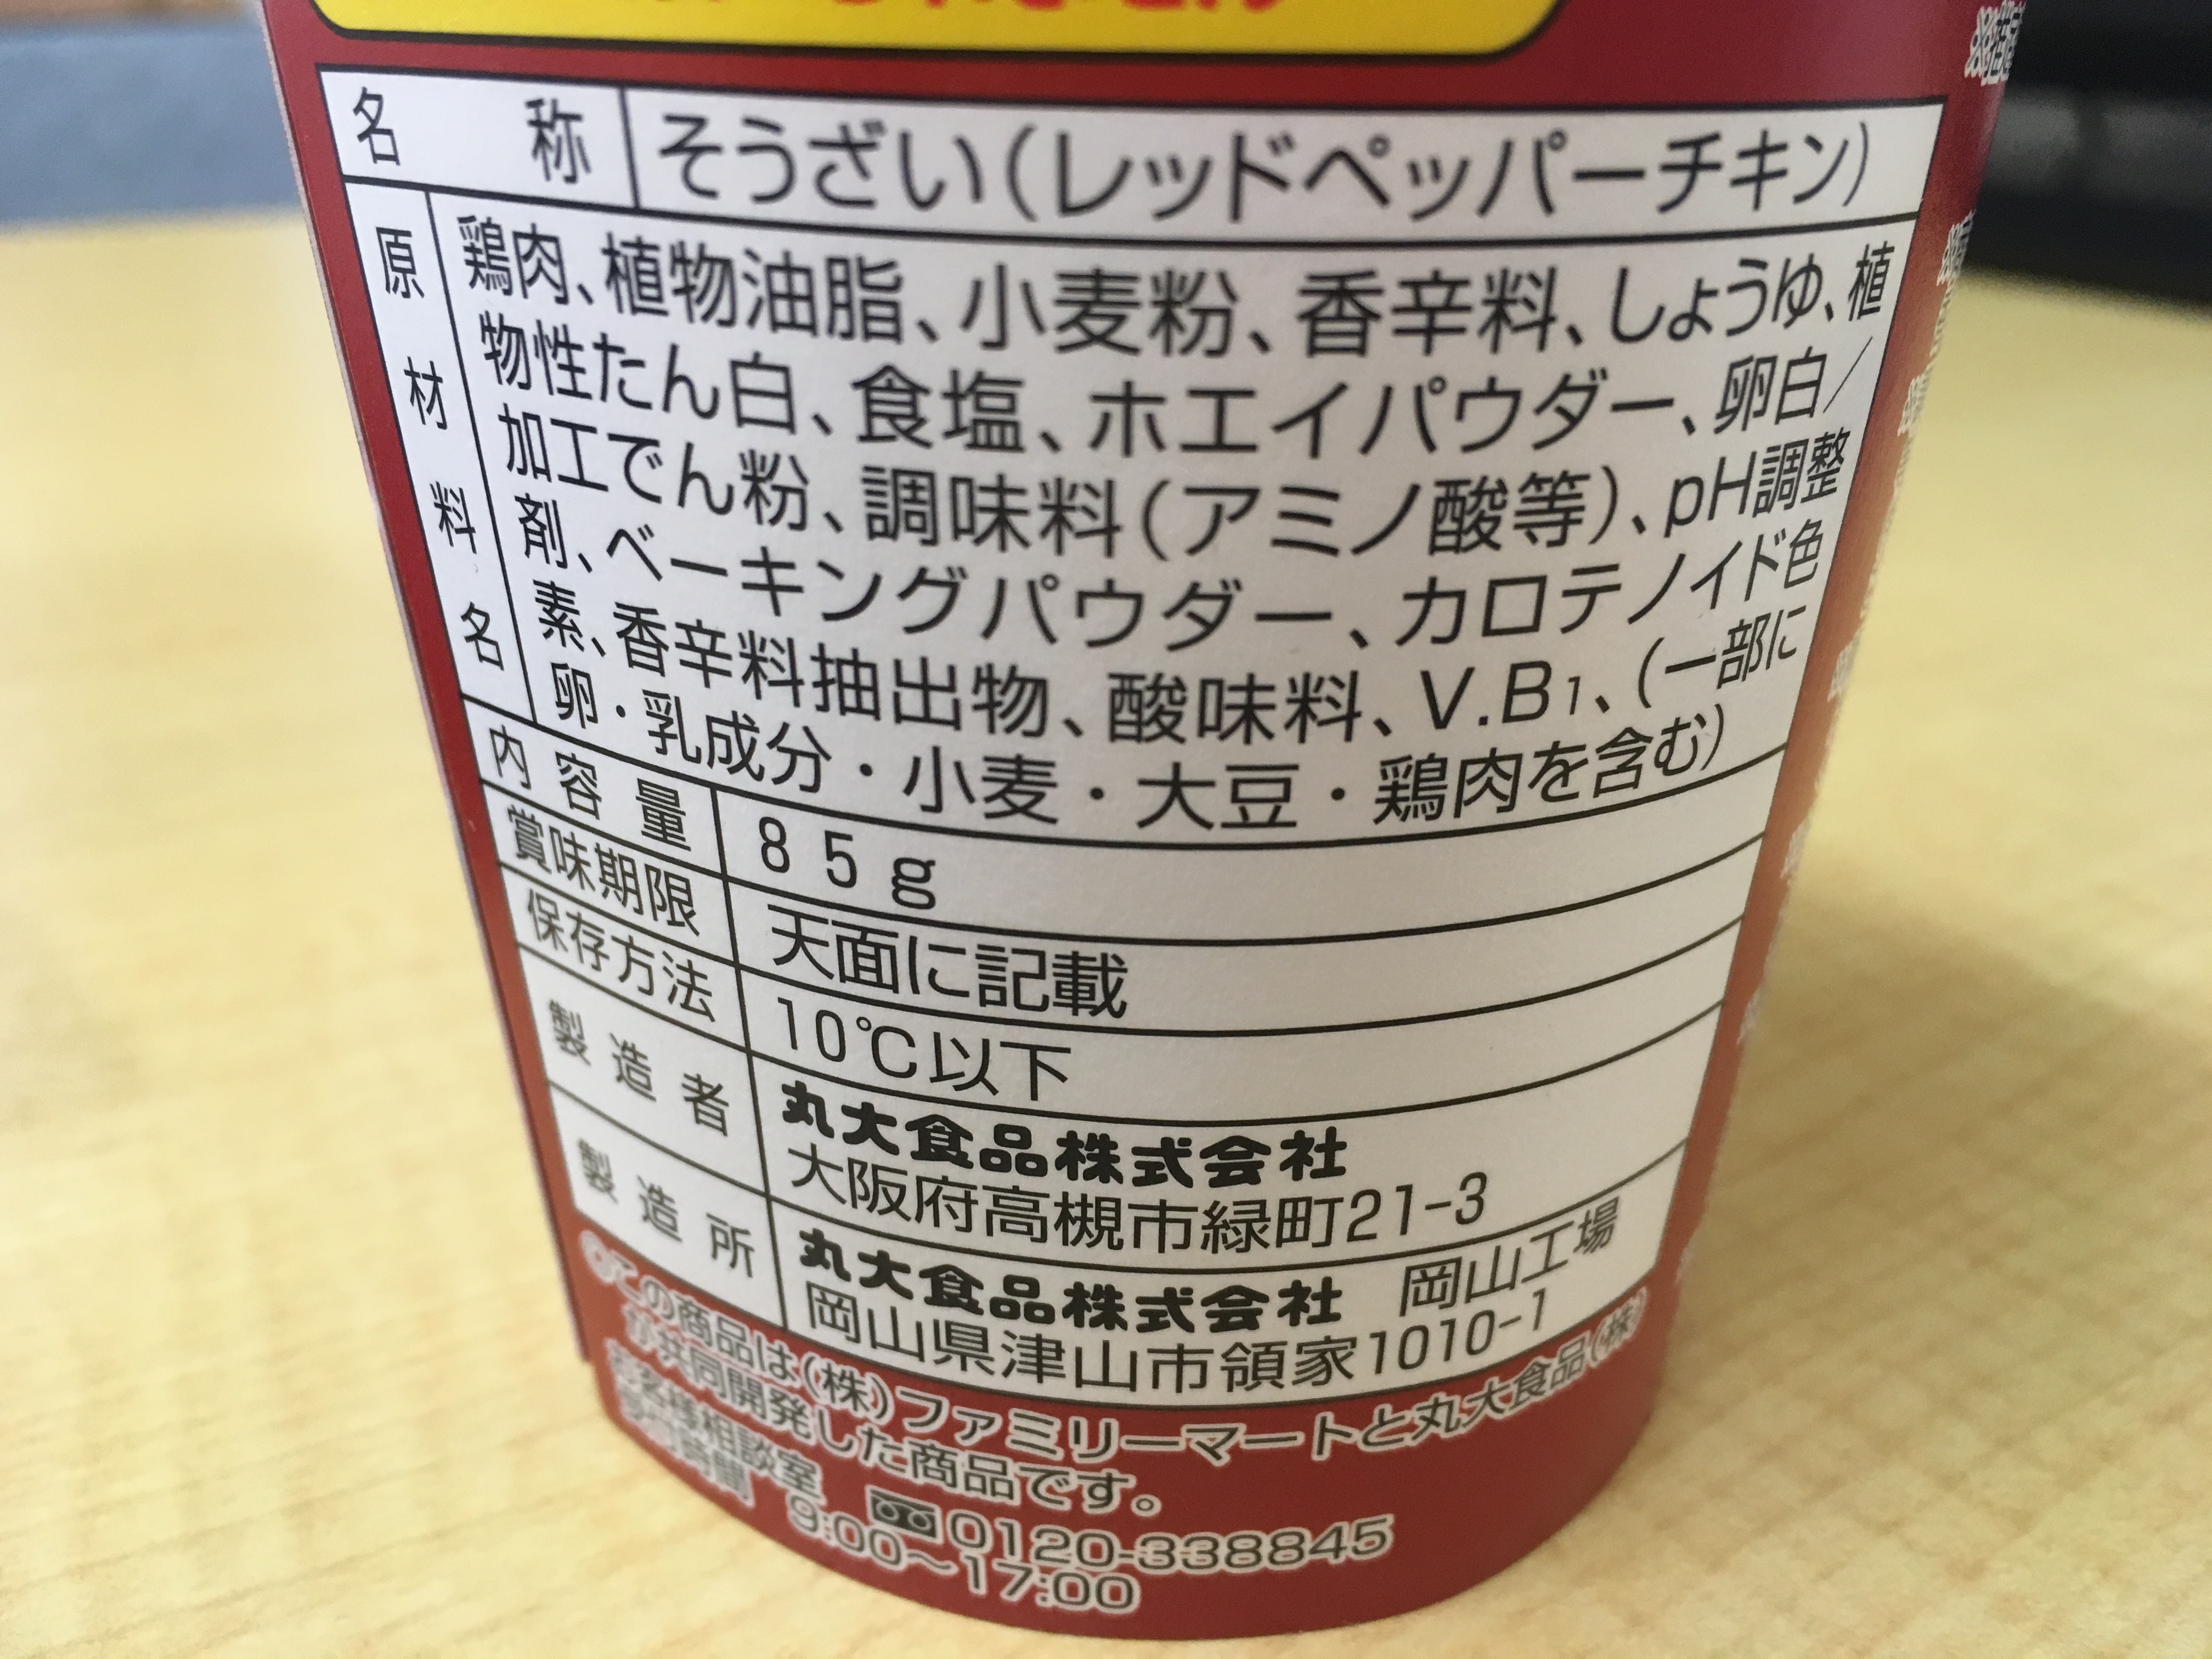 名称 そうざい(レッドペッパーチキン)
原材料名 鶏肉、植物油脂、小麦粉、香辛料、しょうゆ、植
物性たん白、食塩、ホエイパウダー、卵白/
加工でん粉、調味料(アミノ酸等)、pH調整
剤、ベーキングパウダー、カロテノイド色
素、香辛料抽出物、酸味料、V.B1、(一部に
卵・乳成分・小麦・大豆・鶏肉を含む)
内容量 85g
賞味期限 天面に記載
保存方法 10℃以下
製造者 丸大食品株式会社
大阪府高槻市緑町21-3
製造所 丸大食品株式会社 岡山工場
岡山県津山市領家1010-1
●この商品は(株)ファミリーマートと丸大食品(株)
が共同開発した商品です。
お客様相談室 0120-338845
9:00~17:00